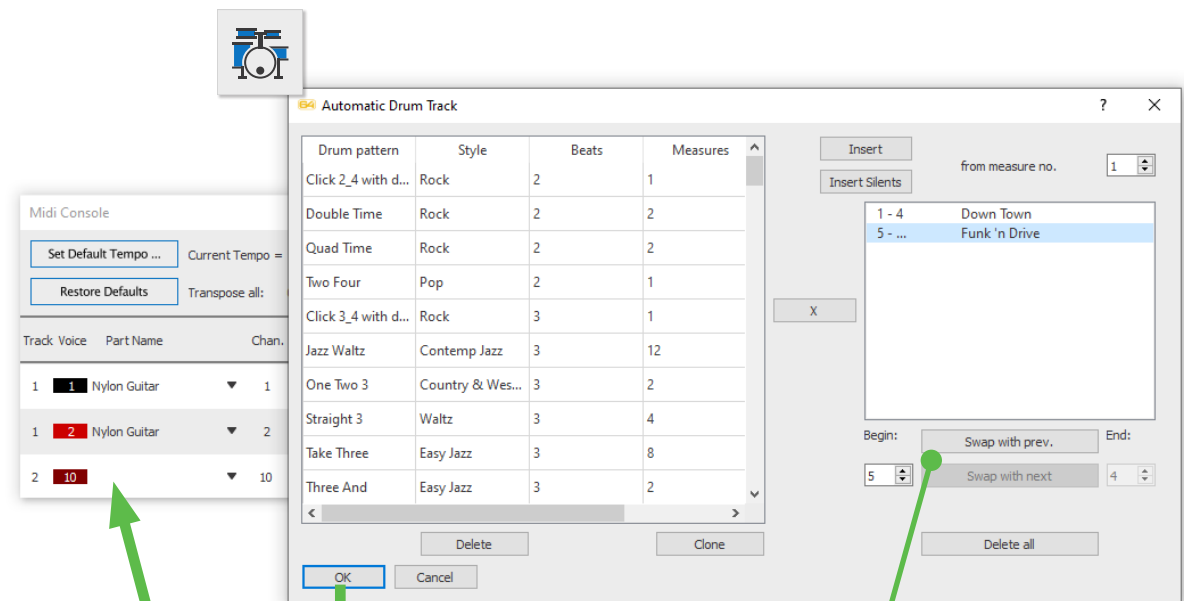 64 Automatic Drum Track ? X
Drum pattern Style Beats Measures
Click 2_4 with d... Rock 2 1
Double Time Rock 2 2
Quad Time Rock 2 2
Two Four Pop 2 1
Click 3_4 with d... Rock 3 1
Jazz Waltz Contemp Jazz 3 12
One Two 3 Country & Wes... 3 2
Straight 3 Waltz 3 4
Take Three Easy Jazz 3 8
Three And Easy Jazz 3 2
Delete Clone
OK Cancel
Insert
Insert Silents
from measure no. 1
1 - 4 Down Town
5 - ... Funk 'n Drive
X
Begin: Swap with prev. End:
5 Swap with next 4
Delete all
Midi Console
Set Default Tempo ... Current Tempo =
Restore Defaults Transpose all:
Track Voice Part Name Chan.
1 1 Nylon Guitar 1
1 2 Nylon Guitar 2
2 10 10